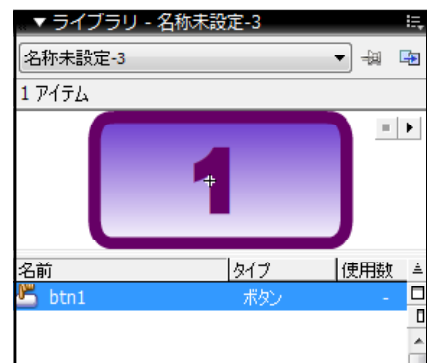 ▼ ライブラリ - 名称未設定-3
名称未設定-3
1 アイテム
1
名前 タイプ 使用数
btn1 ボタン -